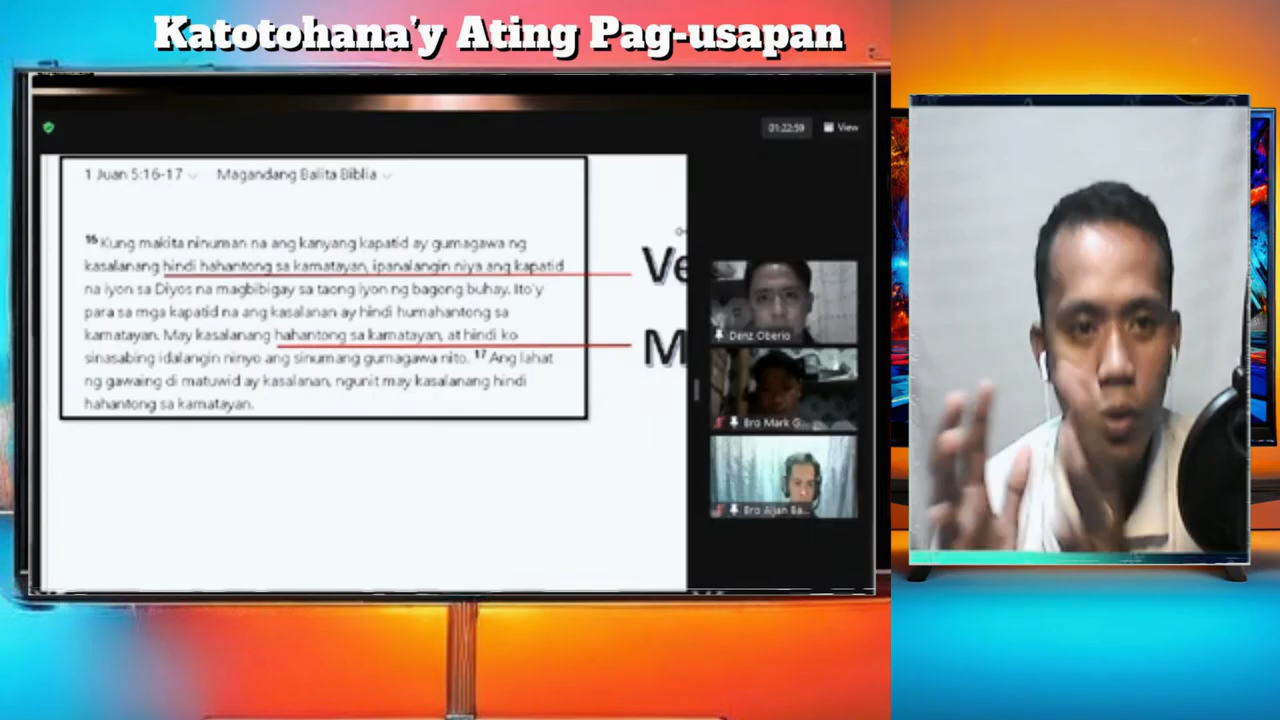 Katotohana'y Ating Pag-usapan
01:22:59 View
1 Juan 5:16-17 Magandang Balita Biblia
16 Kung makita ninuman na ang kanyang kapatid ay gumagawa ng
kasalanang hindi hahantong sa kamatayan, ipanalangin niya ang kapatid
na iyon sa Diyos na magbibigay sa taong iyon ng bagong buhay. Ito'y
para sa mga kapatid na ang kasalanan ay hindi humahantong sa
kamatayan. May kasalanang hahantong sa kamatayan, at hindi ko
sinasabing idalangin ninyo ang sinumang gumagawa nito. 17 Ang lahat
ng gawaing di matuwid ay kasalanan, ngunit may kasalanang hindi
hahantong sa kamatayan.
Ve
M
Denz Oberio
Bro Mark G...
Bro Aljan Ba...